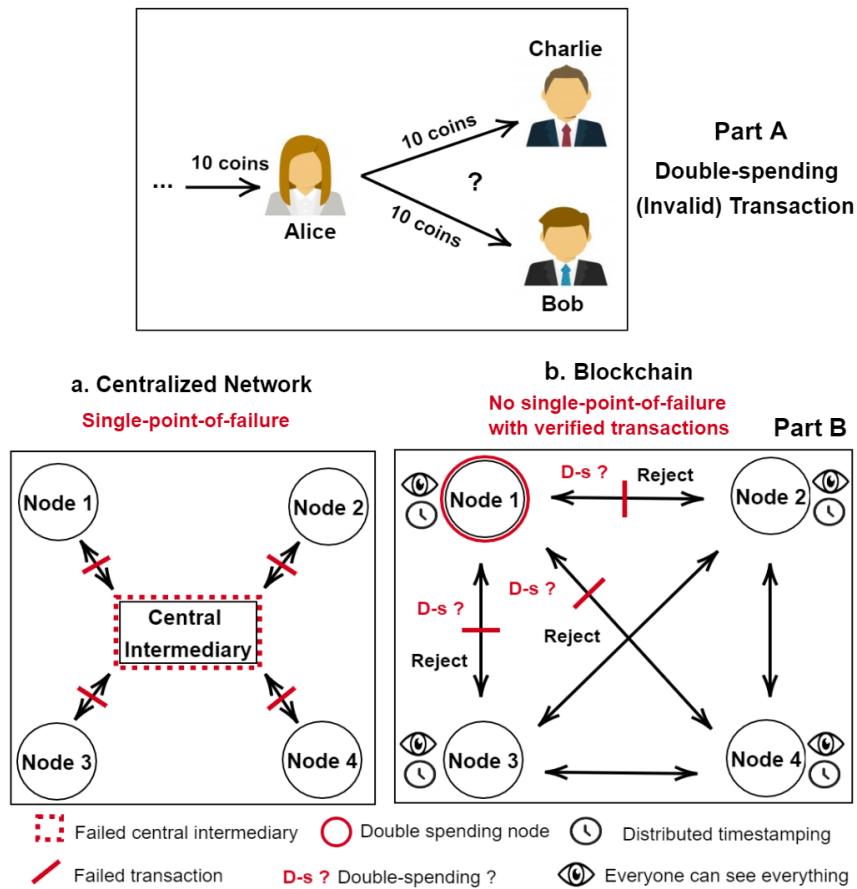 Charlie
10 coins
10 coins
...
?
10 coins
Alice
Bob
Part A
Double-spending
(Invalid) Transaction
a. Centralized Network
Single-point-of-failure
Node 1
Node 2
Central
Intermediary
Node 3
Node 4
b. Blockchain
No single-point-of-failure
with verified transactions
Part B
Node 1
D-s ?
Reject
Node 2
D-s ?
D-s ?
Reject
Reject
Node 3
Node 4
Failed central intermediary
Double spending node
Distributed timestamping
Failed transaction
D-s ? Double-spending ?
Everyone can see everything